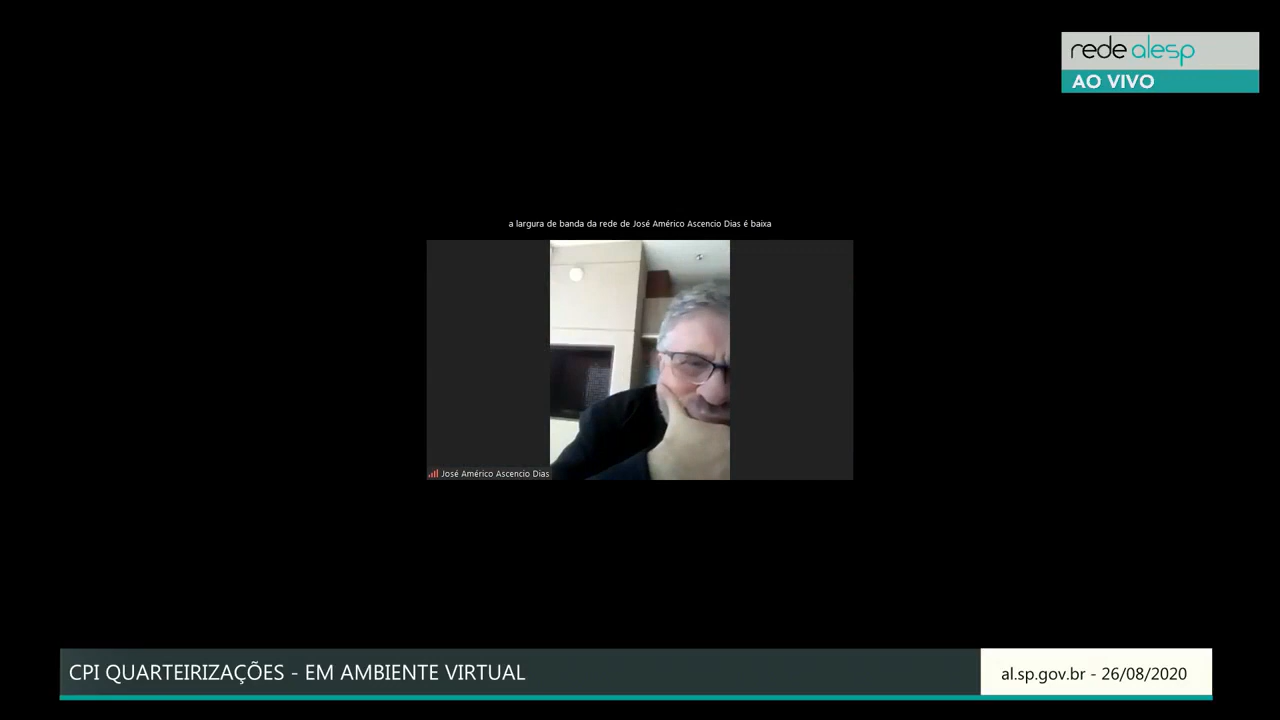 rede alesp
AO VIVO
a largura de banda da rede de José Américo Ascencio Dias é baixa
José Américo Ascencio Dias
CPI QUARTEIRIZAÇÕES - EM AMBIENTE VIRTUAL
al.sp.gov.br - 26/08/2020